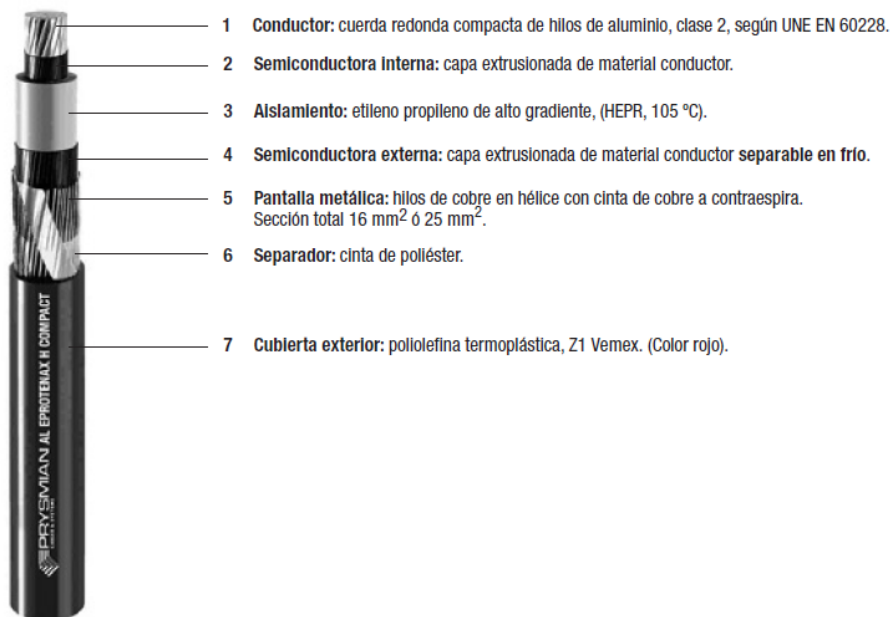 1 Conductor: cuerda redonda compacta de hilos de aluminio, clase 2, según UNE EN 60228.
2 Semiconductora interna: capa extrusionada de material conductor.
3 Aislamiento: etileno propileno de alto gradiente, (HEPR, 105 ºC).
4 Semiconductora externa: capa extrusionada de material conductor separable en frío.
5 Pantalla metálica: hilos de cobre en hélice con cinta de cobre a contraespira.
Sección total 16 mm2 ó 25 mm2.
6 Separador: cinta de poliéster.
7 Cubierta exterior: poliolefina termoplástica, Z1 Vemex. (Color rojo).
PRYSMIAN AL EPROTENAX H COMPACT